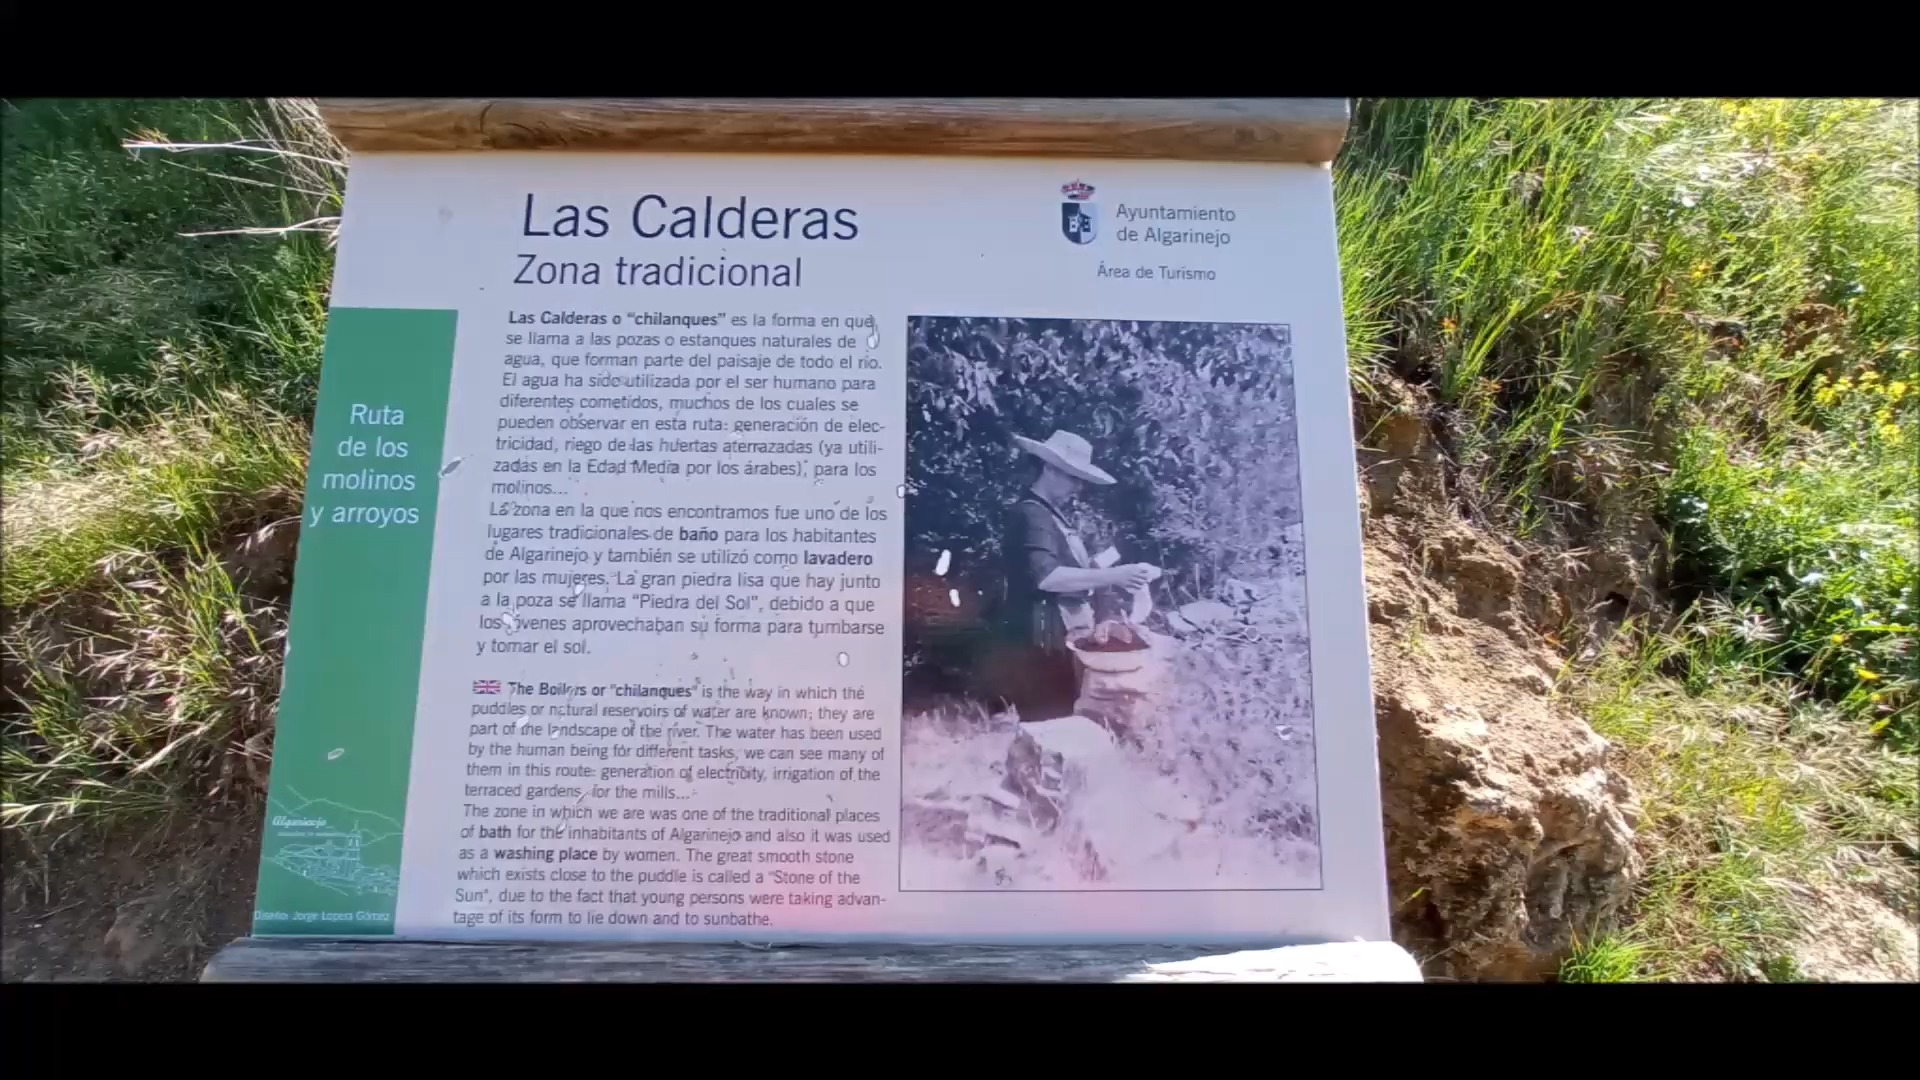 Las Calderas
Zona tradicional
Ayuntamiento
de Algarinejo
Área de Turismo
Ruta
de los
molinos
y arroyos
Las Calderas o “chilanques” es la forma en que
se llama a las pozas o estanques naturales de
agua, que forman parte del paisaje de todo el río.
El agua ha sido utilizada por el ser humano para
diferentes cometidos, muchos de los cuales se
pueden observar en esta ruta: generación de elec-
tricidad, riego de las huertas aterrazadas (ya utili-
zadas en la Edad Media por los árabes), para los
molinos...
La zona en la que nos encontramos fue uno de los
lugares tradicionales de baño para los habitantes
de Algarinejo y también se utilizó como lavadero
por las mujeres. La gran piedra lisa que hay junto
a la poza se llama “Piedra del Sol”, debido a que
los jóvenes aprovechaban su forma para tumbarse
y tomar el sol.
The Boilers or "chilanques" is the way in which the
puddles or natural reservoirs of water are known; they are
part of the landscape of the river. The water has been used
by the human being for different tasks, we can see many of
them in this route: generation of electricity, irrigation of the
terraced gardens, for the mills...
The zone in which we are was one of the traditional places
of bath for the inhabitants of Algarinejo and also it was used
as a washing place by women. The great smooth stone
which exists close to the puddle is called a "Stone of the
Sun", due to the fact that young persons were taking advan-
tage of its form to lie down and to sunbathe.
Algarinejo
Diseño: Jorge Lopera Gómez